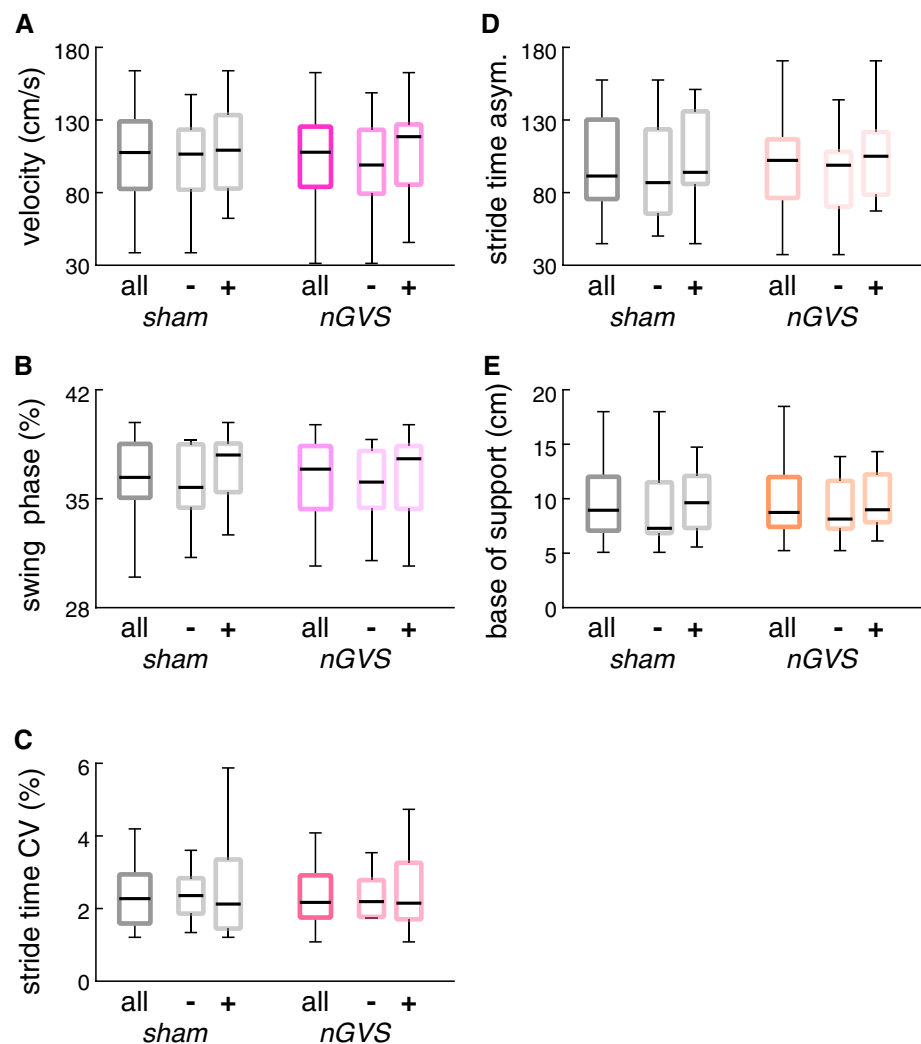 A
velocity (cm/s)
180
130
80
30
all - + all - +
sham nGVS
D
stride time asym.
180
130
80
30
all - + all - +
sham nGVS
B
swing phase (%)
42
35
28
all - + all - +
sham nGVS
E
base of support (cm)
20
15
10
5
0
all - + all - +
sham nGVS
C
stride time CV (%)
6
4
2
0
all - + all - +
sham nGVS